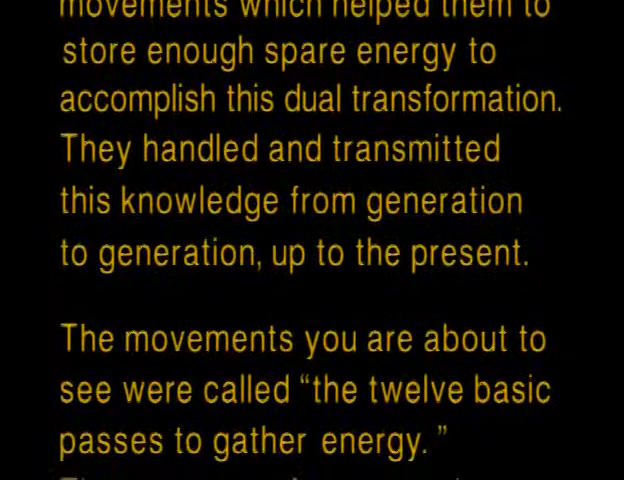 movements which helped them to
store enough spare energy to
accomplish this dual transformation.
They handled and transmitted
this knowledge from generation
to generation, up to the present.
The movements you are about to
see were called “the twelve basic
passes to gather energy. ”